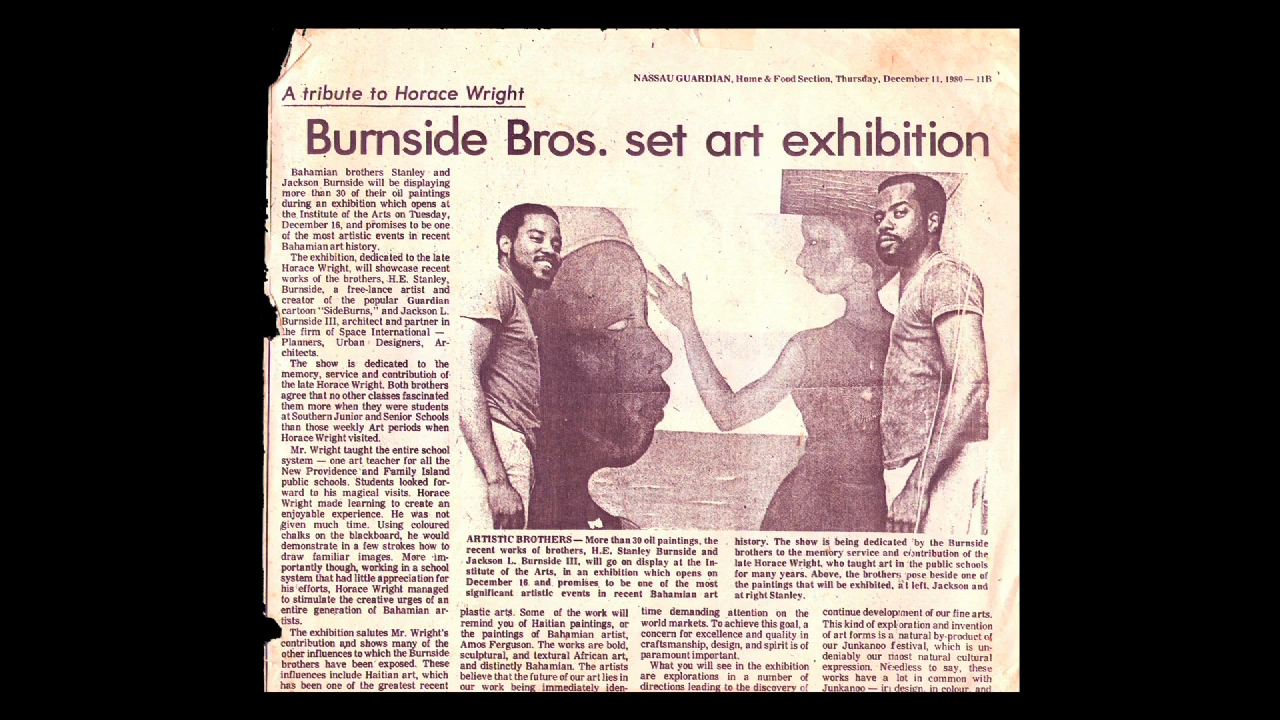 NASSAU GUARDIAN, Home & Food Section, Thursday, December 11, 1980 — 11B
A tribute to Horace Wright
Burnside Bros. set art exhibition
Bahamian brothers Stanley and
Jackson Burnside will be displaying
more than 30 of their oil paintings
during an exhibition which opens at
the Institute of the Arts on Tuesday,
December 16, and promises to be one
of the most artistic events in recent
Bahamian art history.
The exhibition, dedicated to the late
Horace Wright, will showcase recent
works of the brothers, H.E. Stanley,
Burnside, a free-lance artist and
creator of the popular Guardian
cartoon "SideBurns," and Jackson L.
Burnside III, architect and partner in
the firm of Space International —
Planners, Urban Designers, Ar-
chitects.
The show is dedicated to the
memory, service and contribution of
the late Horace Wright. Both brothers
agree that no other classes fascinated
them more when they were students
at Southern Junior and Senior Schools
than those weekly Art periods when
Horace Wright visited.
Mr. Wright taught the entire school
system — one art teacher for all the
New Providence and Family Island
public schools. Students looked for-
ward to his magical visits. Horace
Wright made learning to create an
enjoyable experience. He was not
given much time. Using coloured
chalks on the blackboard, he would
demonstrate in a few strokes how to
draw familiar images. More im-
portantly though, working in a school
system that had little appreciation for
his efforts, Horace Wright managed
to stimulate the creative urges of an
entire generation of Bahamian ar-
tists.
The exhibition salutes Mr. Wright's
contribution and shows many of the
other influences to which the Burnside
brothers have been exposed. These
influences include Haitian art, which
has been one of the greatest recent
ARTISTIC BROTHERS — More than 30 oil paintings, the
recent works of brothers, H.E. Stanley Burnside and
Jackson L. Burnside III, will go on display at the In-
stitute of the Arts, in an exhibition which opens on
December 16 and promises to be one of the most
significant artistic events in recent Bahamian art
history. The show is being dedicated by the Burnside
brothers to the memory service and contribution of the
late Horace Wright, who taught art in the public schools
for many years. Above, the brothers pose beside one of
the paintings that will be exhibited, at left, Jackson and
at right Stanley.
plastic arts. Some of the work will
remind you of Haitian paintings, or
the paintings of Bahamian artist,
Amos Ferguson. The works are bold,
sculptural, and textural African art,
and distinctly Bahamian. The artists
believe that the future of our art lies in
our work being immediately iden-
time demanding attention on the
world markets. To achieve this goal, a
concern for excellence and quality in
craftsmanship, design, and spirit is of
paramount important.
What you will see in the exhibition
are explorations in a number of
directions leading to the discovery of
continue development of our fine arts.
This kind of exploration and invention
of art forms is a natural by-product of
our Junkanoo festival, which is un-
deniably our most natural cultural
expression. Needless to say, these
works have a lot in common with
Junkanoo — in design, in colour, and